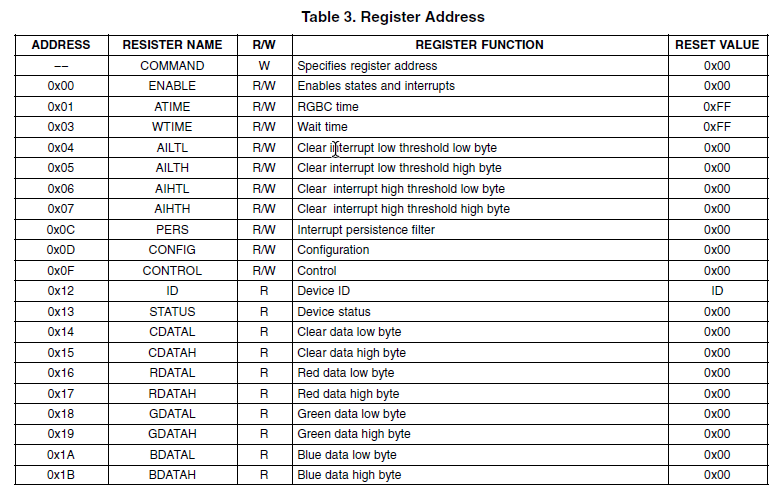 Table 3. Register Address
ADDRESS RESISTER NAME R/W REGISTER FUNCTION RESET VALUE
−− COMMAND W Specifies register address 0x00
0x00 ENABLE R/W Enables states and interrupts 0x00
0x01 ATIME R/W RGBC time 0xFF
0x03 WTIME R/W Wait time 0xFF
0x04 AILTL R/W Clear interrupt low threshold low byte 0x00
0x05 AILTH R/W Clear interrupt low threshold high byte 0x00
0x06 AIHTL R/W Clear interrupt high threshold low byte 0x00
0x07 AIHTH R/W Clear interrupt high threshold high byte 0x00
0x0C PERS R/W Interrupt persistence filter 0x00
0x0D CONFIG R/W Configuration 0x00
0x0F CONTROL R/W Control 0x00
0x12 ID R Device ID ID
0x13 STATUS R Device status 0x00
0x14 CDATAL R Clear data low byte 0x00
0x15 CDATAH R Clear data high byte 0x00
0x16 RDATAL R Red data low byte 0x00
0x17 RDATAH R Red data high byte 0x00
0x18 GDATAL R Green data low byte 0x00
0x19 GDATAH R Green data high byte 0x00
0x1A BDATAL R Blue data low byte 0x00
0x1B BDATAH R Blue data high byte 0x00